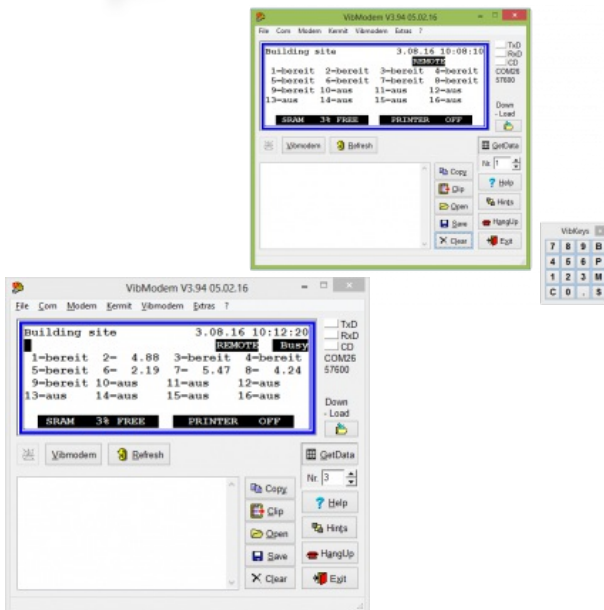 VibModem V3.94 05.02.16
File Com Modem Kermit Vibmodem Extras ?
Building site 3.08.16 10:08:10
REMOTE
1-bereit 2-bereit 3-bereit 4-bereit
5-bereit 6-bereit 7-bereit 8-bereit
9-bereit 10-aus 11-aus 12-aus
13-aus 14-aus 15-aus 16-aus
SRAM 3% FREE PRINTER OFF
TxD
RxD
CD
COM26
57600
Down
- Load
Vibmodem Refresh GetData
Nr. 1
Copy
Clip
Open
Save
Clear
? Help
Hints
HangUp
Exit
VibKeys
7 8 9 B
4 5 6 P
1 2 3 M
C 0 . S
VibModem V3.94 05.02.16
File Com Modem Kermit Vibmodem Extras ?
Building site 3.08.16 10:12:20
REMOTE Busy
1-bereit 2- 4.88 3-bereit 4-bereit
5-bereit 6- 2.19 7- 5.47 8- 4.24
9-bereit 10-aus 11-aus 12-aus
13-aus 14-aus 15-aus 16-aus
SRAM 3% FREE PRINTER OFF
TxD
RxD
CD
COM26
57600
Down
- Load
Vibmodem Refresh GetData
Nr. 3
Copy
Clip
Open
Save
Clear
? Help
Hints
HangUp
Exit